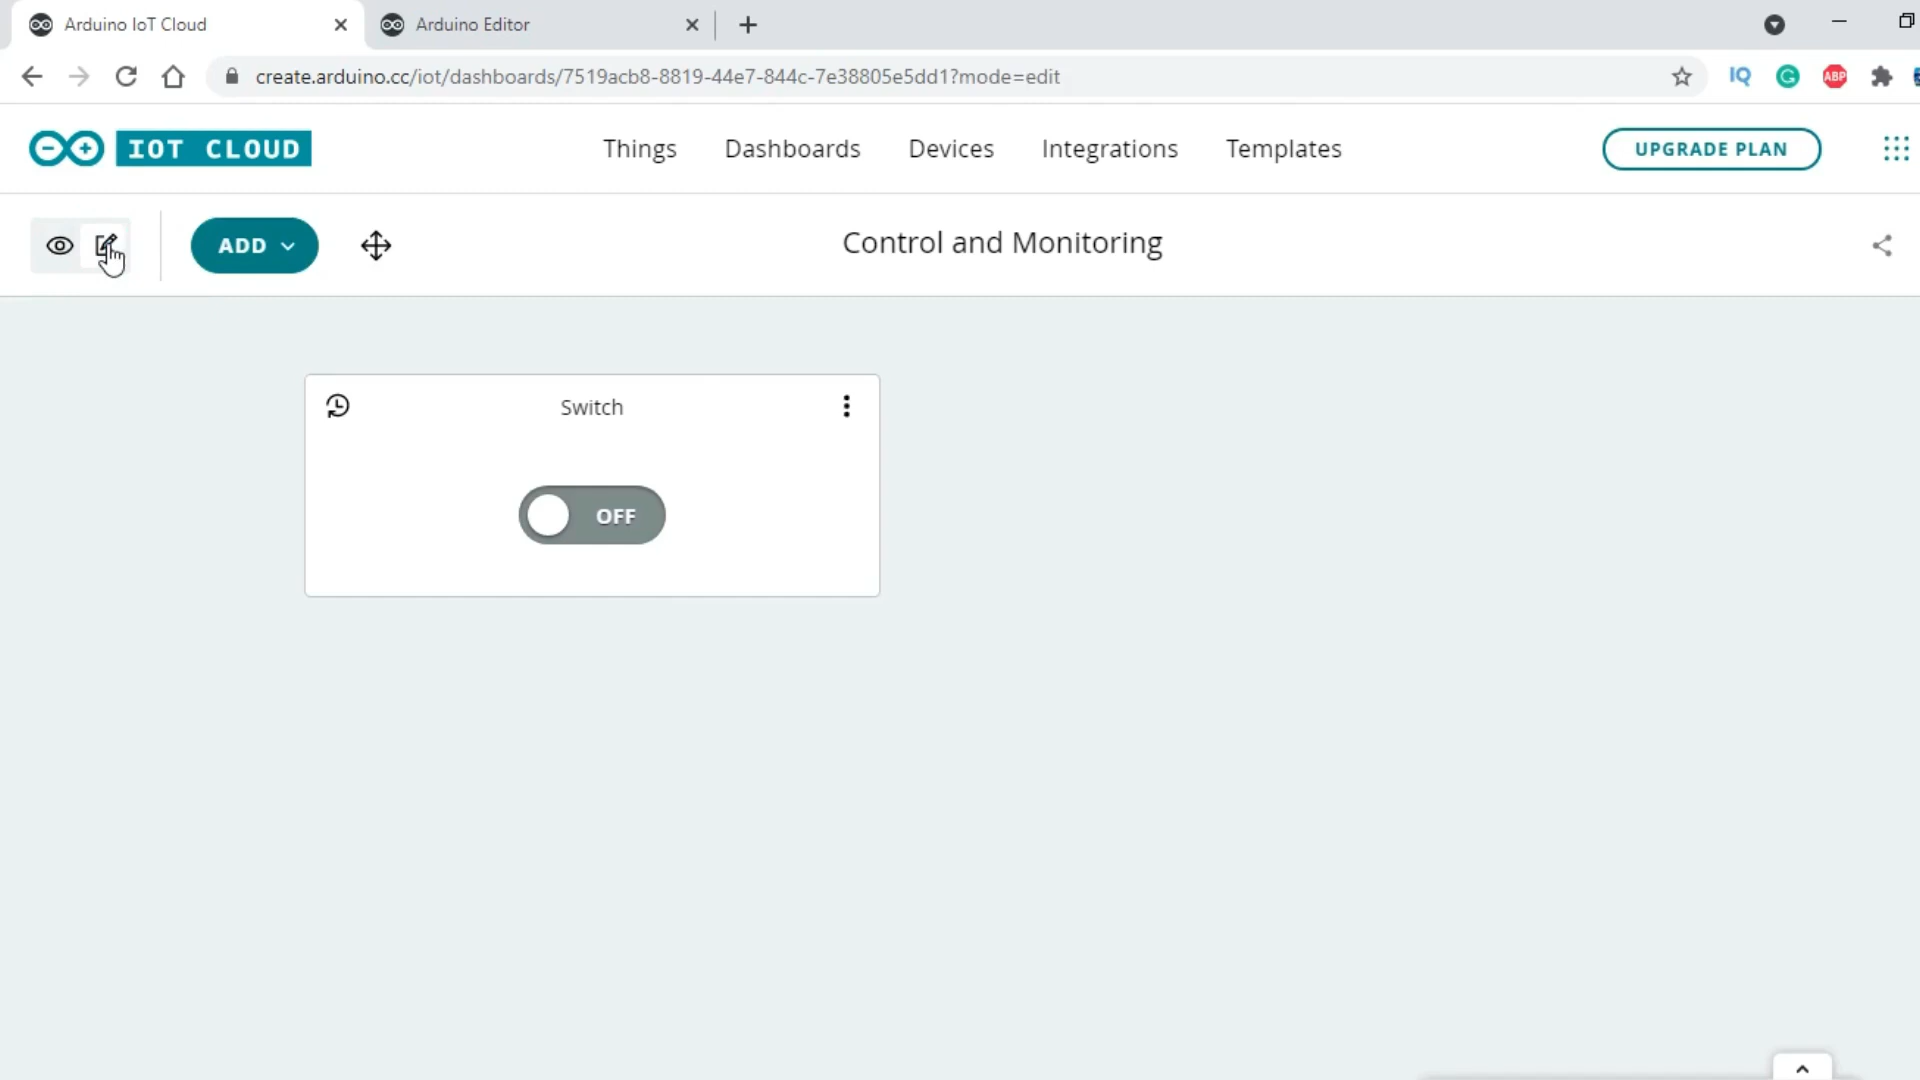 Arduino IoT Cloud
Arduino Editor
create.arduino.cc/iot/dashboards/7519acb8-8819-44e7-844c-7e38805e5dd1?mode=edit
IQ
G
ABP
IOT CLOUD
Things
Dashboards
Devices
Integrations
Templates
UPGRADE PLAN
ADD
Control and Monitoring
Switch
OFF